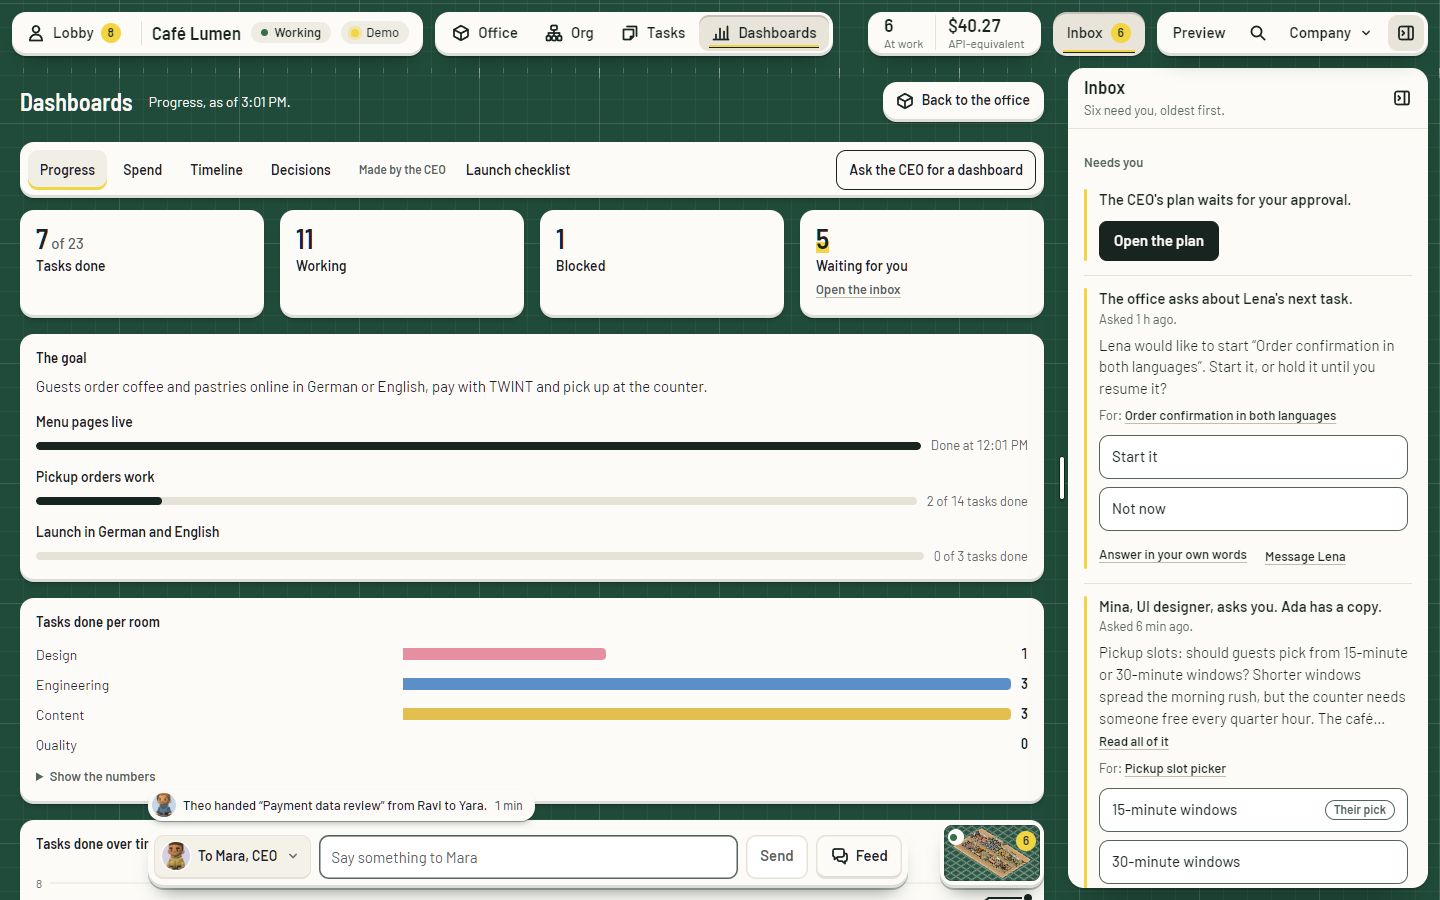 Lobby 8
Café Lumen
Working
Demo
Office
Org
Tasks
Dashboards
6
At work
$40.27
API-equivalent
Inbox 6
Preview
Company
Dashboards
Progress, as of 3:01 PM.
Back to the office
Progress
Spend
Timeline
Decisions
Made by the CEO
Launch checklist
Ask the CEO for a dashboard
7 of 23
Tasks done
11
Working
1
Blocked
5
Waiting for you
Open the inbox
The goal
Guests order coffee and pastries online in German or English, pay with TWINT and pick up at the counter.
Menu pages live
Done at 12:01 PM
Pickup orders work
2 of 14 tasks done
Launch in German and English
0 of 3 tasks done
Tasks done per room
Design 1
Engineering 3
Content 3
Quality 0
Show the numbers
Theo handed “Payment data review” from Ravi to Yara. 1 min
Tasks done over
8
To Mara, CEO
Say something to Mara
Send
Feed
6
Inbox
Six need you, oldest first.
Needs you
The CEO's plan waits for your approval.
Open the plan
The office asks about Lena's next task.
Asked 1 h ago.
Lena would like to start “Order confirmation in
both languages”. Start it, or hold it until you
resume it?
For: Order confirmation in both languages
Start it
Not now
Answer in your own words
Message Lena
Mina, UI designer, asks you. Ada has a copy.
Asked 6 min ago.
Pickup slots: should guests pick from 15-minute
or 30-minute windows? Shorter windows
spread the morning rush, but the counter needs
someone free every quarter hour. The café…
Read all of it
For: Pickup slot picker
15-minute windows
Their pick
30-minute windows